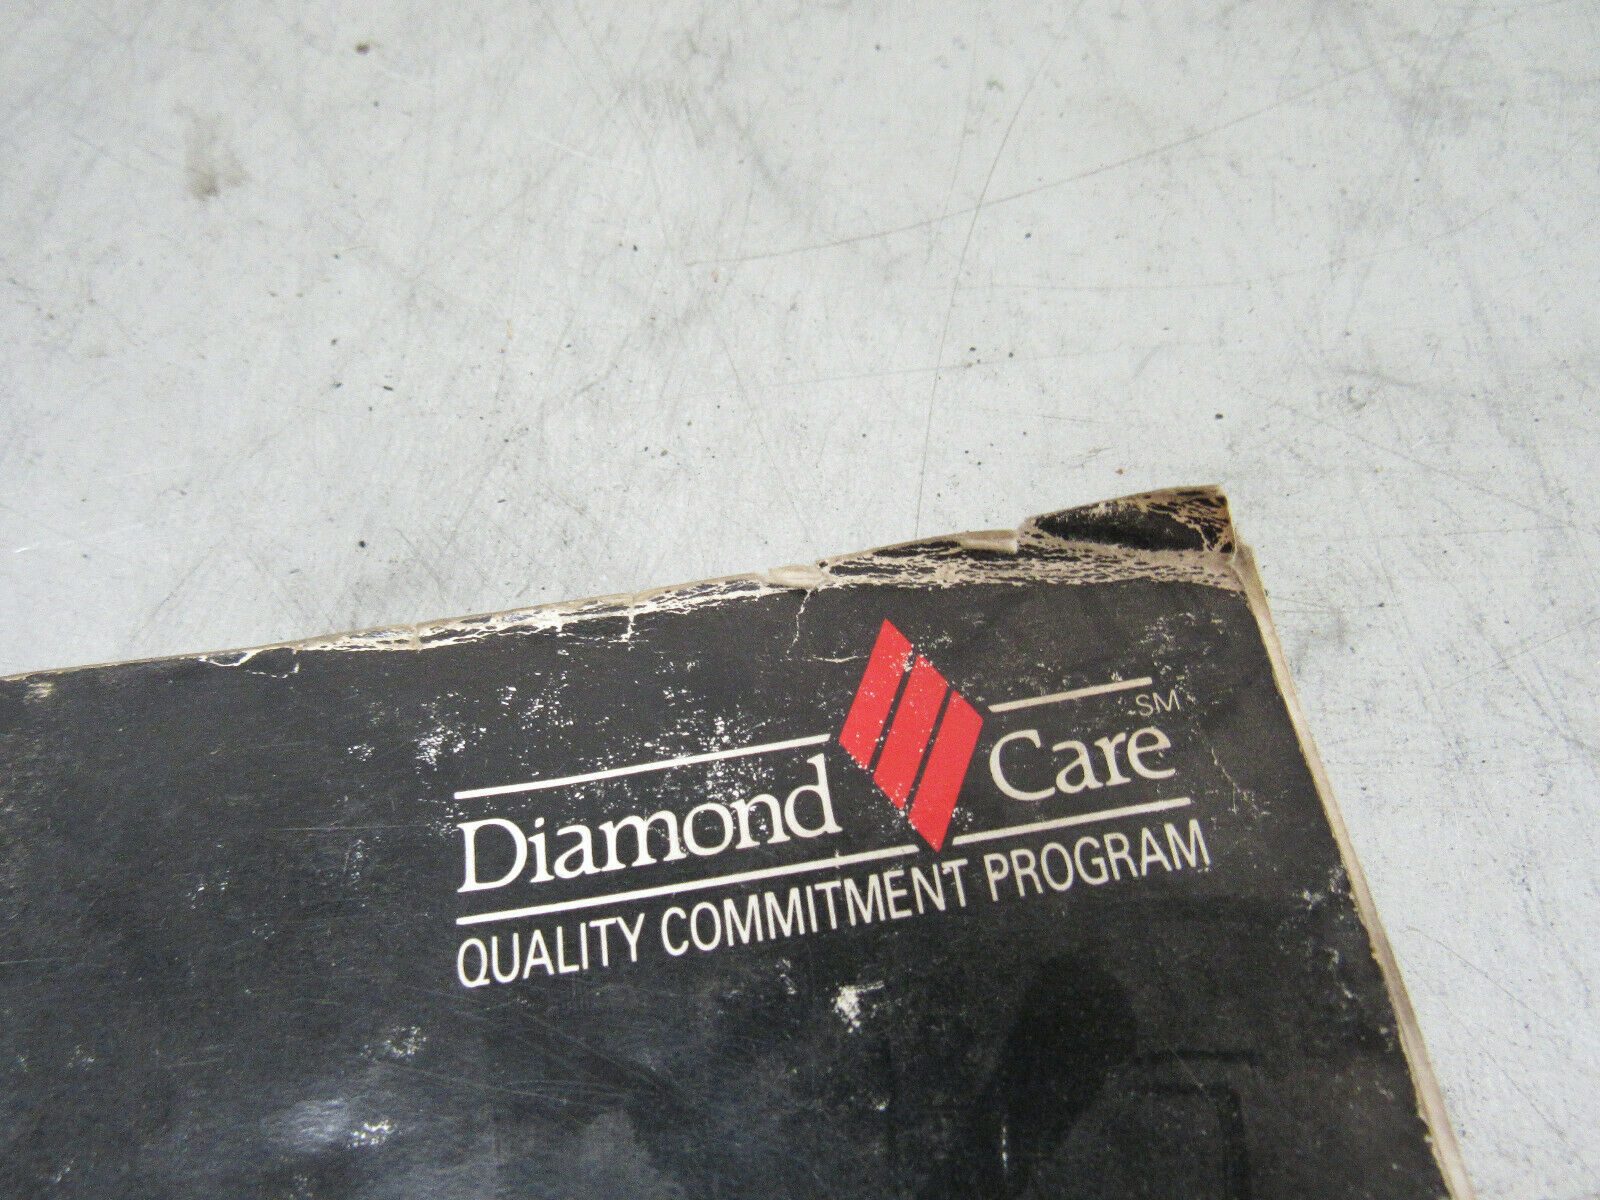 Diamond Care SM
QUALITY COMMITMENT PROGRAM